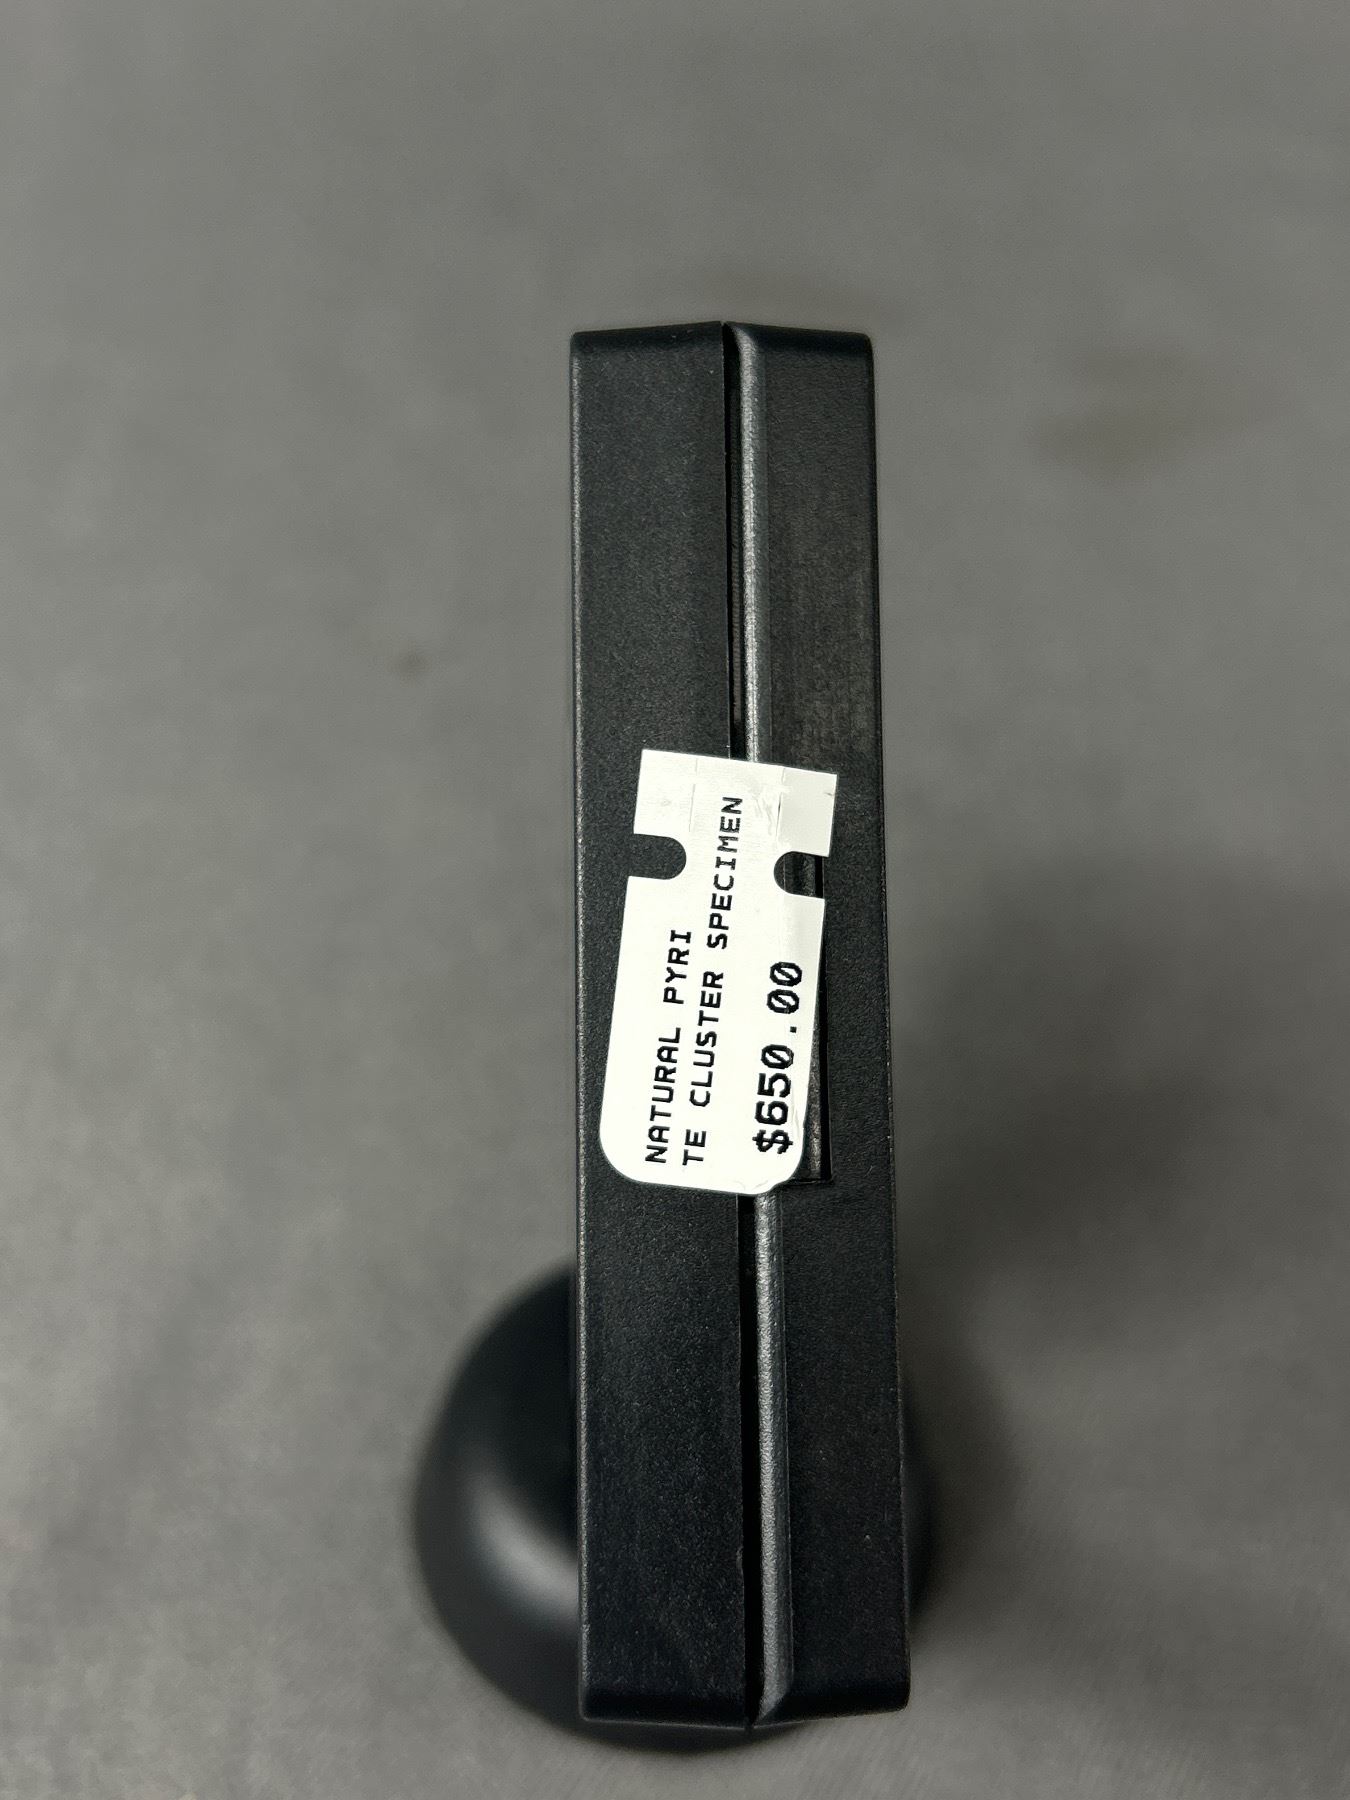 NATURAL PYRI
TE CLUSTER SPECIMEN
$650.00